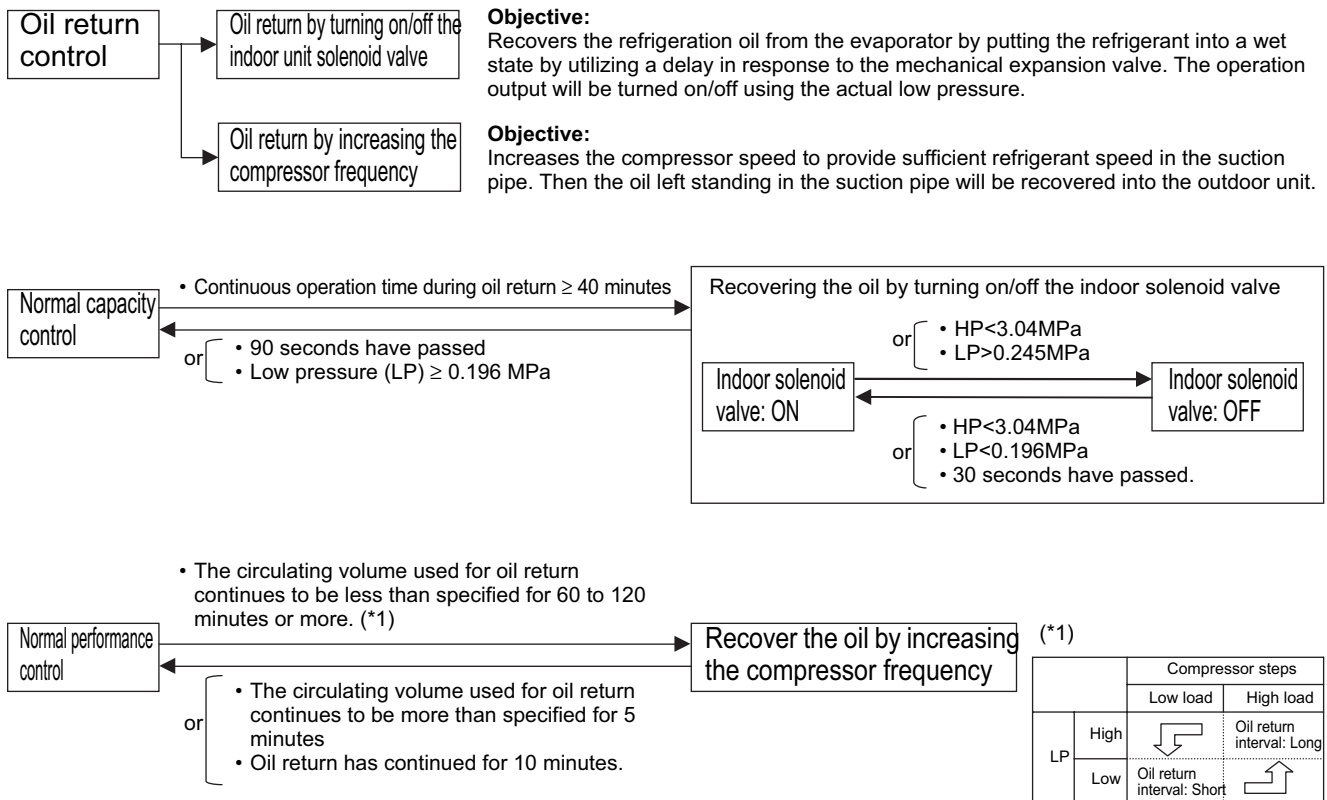 Oil return
control
Oil return by turning on/off the
indoor unit solenoid valve
Objective:
Recovers the refrigeration oil from the evaporator by putting the refrigerant into a wet
state by utilizing a delay in response to the mechanical expansion valve. The operation
output will be turned on/off using the actual low pressure.
Oil return by increasing the
compressor frequency
Objective:
Increases the compressor speed to provide sufficient refrigerant speed in the suction
pipe. Then the oil left standing in the suction pipe will be recovered into the outdoor unit.
Normal capacity
control
• Continuous operation time during oil return ≥ 40 minutes
or
• 90 seconds have passed
• Low pressure (LP) ≥ 0.196 MPa
Recovering the oil by turning on/off the indoor solenoid valve
or
• HP<3.04MPa
• LP>0.245MPa
Indoor solenoid
valve: ON
Indoor solenoid
valve: OFF
or
• HP<3.04MPa
• LP<0.196MPa
• 30 seconds have passed.
• The circulating volume used for oil return
continues to be less than specified for 60 to 120
minutes or more. (*1)
Normal performance
control
Recover the oil by increasing
the compressor frequency
or
• The circulating volume used for oil return
continues to be more than specified for 5
minutes
• Oil return has continued for 10 minutes.
(*1)
Compressor steps
Low load
High load
LP
High
Oil return
interval: Long
Low
Oil return
interval: Short